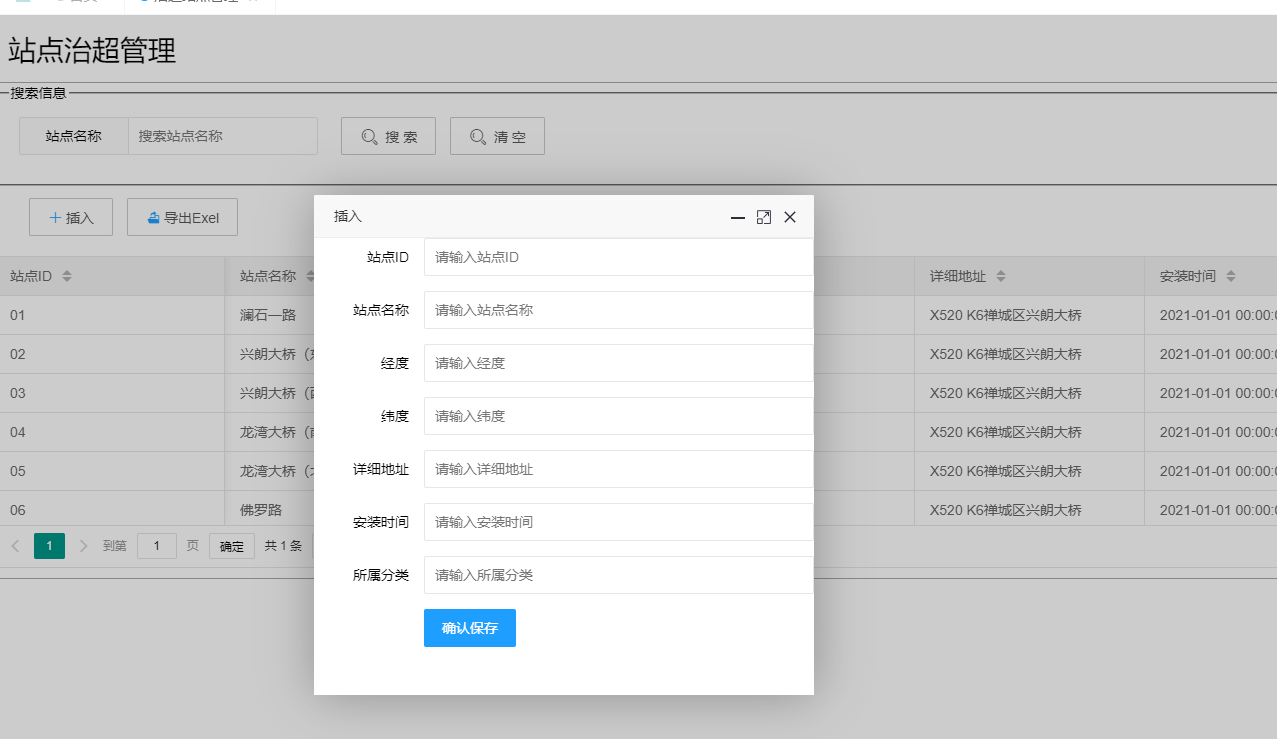 站点治超管理
搜索信息
站点名称 搜索站点名称 搜 索 清 空
插入 导出Exel
站点ID 站点名称 详细地址 安装时间
01 澜石一路 X520 K6禅城区兴朗大桥 2021-01-01 00:00:
02 兴朗大桥 X520 K6禅城区兴朗大桥 2021-01-01 00:00:
03 兴朗大桥 X520 K6禅城区兴朗大桥 2021-01-01 00:00:
04 龙湾大桥 X520 K6禅城区兴朗大桥 2021-01-01 00:00:
05 龙湾大桥 X520 K6禅城区兴朗大桥 2021-01-01 00:00:
06 佛罗路 X520 K6禅城区兴朗大桥 2021-01-01 00:00:
1 到第 1 页 确定 共 1 条
插入
站点ID 请输入站点ID
站点名称 请输入站点名称
经度 请输入经度
纬度 请输入纬度
详细地址 请输入详细地址
安装时间 请输入安装时间
所属分类 请输入所属分类
确认保存